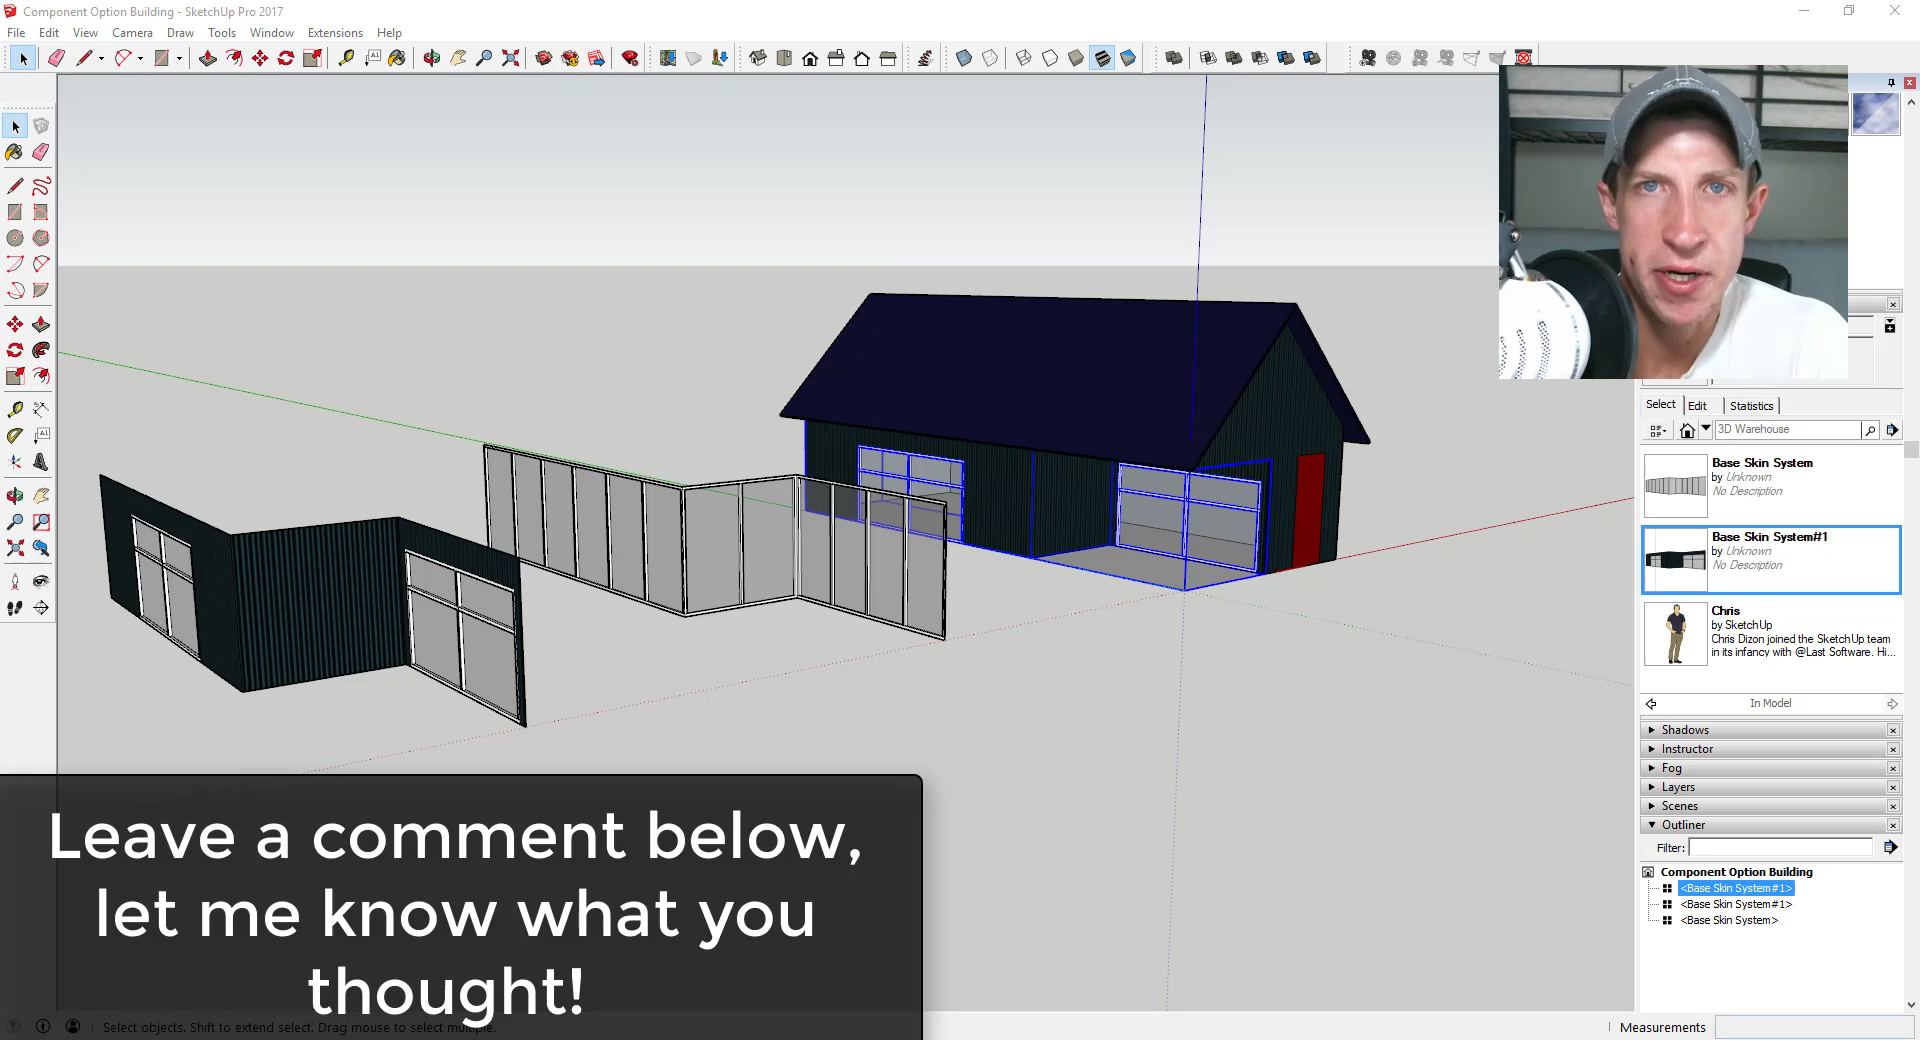 Component Option Building - SketchUp Pro 2017
File Edit View Camera Draw Tools Window Extensions Help
Select Edit Statistics
3D Warehouse
Base Skin System
by Unknown
No Description
Base Skin System#1
by Unknown
No Description
Chris
by SketchUp
Chris Dizon joined the SketchUp team
in its infancy with @Last Software. Hi...
In Model
Shadows
Instructor
Fog
Layers
Scenes
Outliner
Filter:
Component Option Building
<Base Skin System#1>
<Base Skin System#1>
<Base Skin System>
Leave a comment below,
let me know what you
thought!
Select objects. Shift to extend select. Drag mouse to select multiple.
Measurements